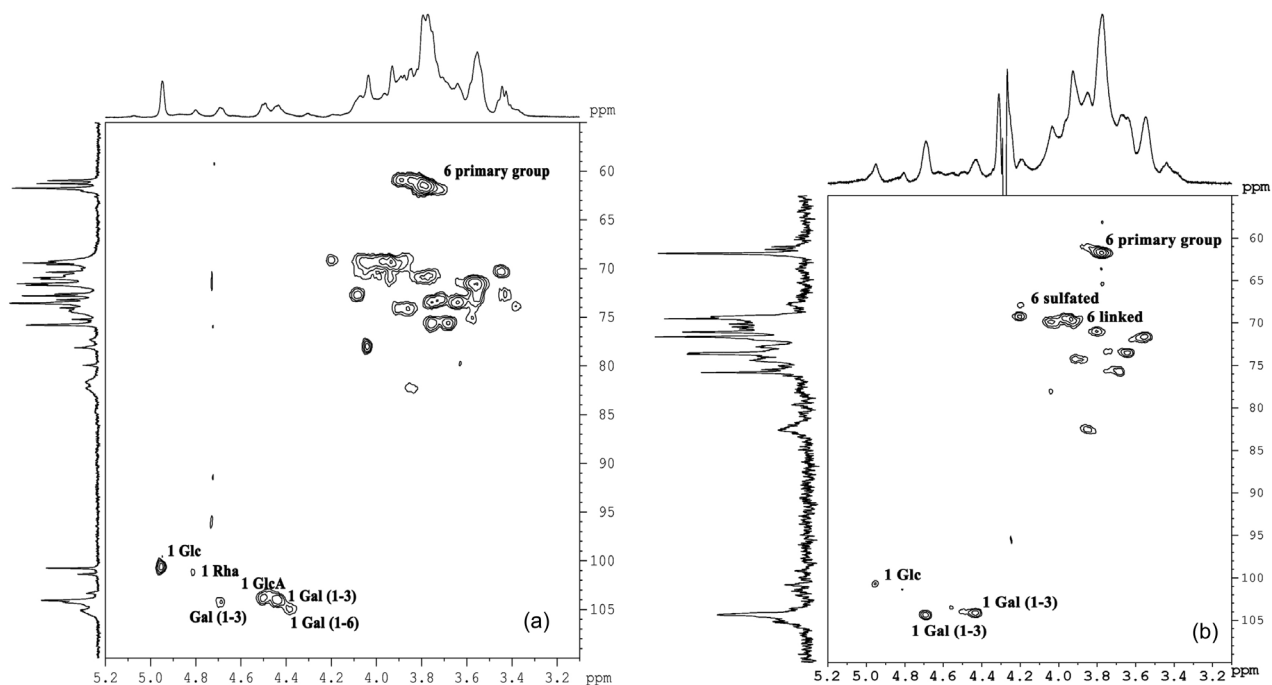 ppm
6 primary group
60
65
70
75
80
85
90
95
100
105
1 Glc
1 Rha
1 GlcA
1 Gal (1-3)
Gal (1-3)
1 Gal (1-6)
(a)
5.2 5.0 4.8 4.6 4.4 4.2 4.0 3.8 3.6 3.4 3.2 ppm
ppm
6 primary group
6 sulfated
6 linked
60
65
70
75
80
85
90
95
100
105
1 Glc
1 Gal (1-3)
1 Gal (1-3)
(b)
5.2 5.0 4.8 4.6 4.4 4.2 4.0 3.8 3.6 3.4 3.2 ppm